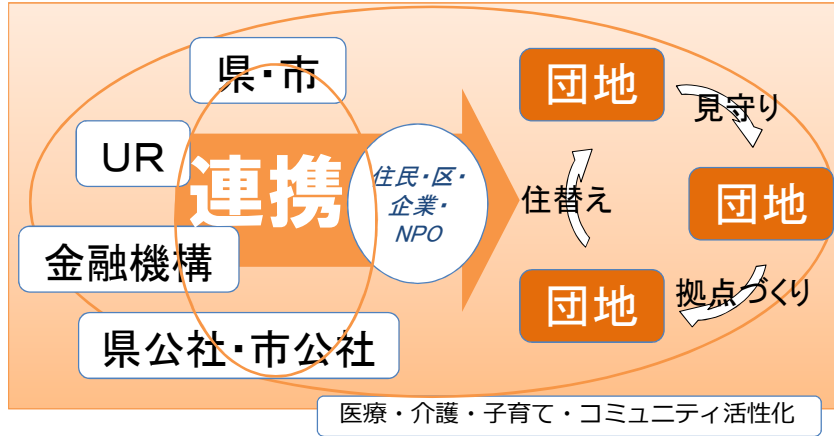 県・市
UR
金融機構
県公社・市公社
連携
住民・区・
企業・
NPO
団地
見守り
団地
拠点づくり
団地
住替え
医療・介護・子育て・コミュニティ活性化